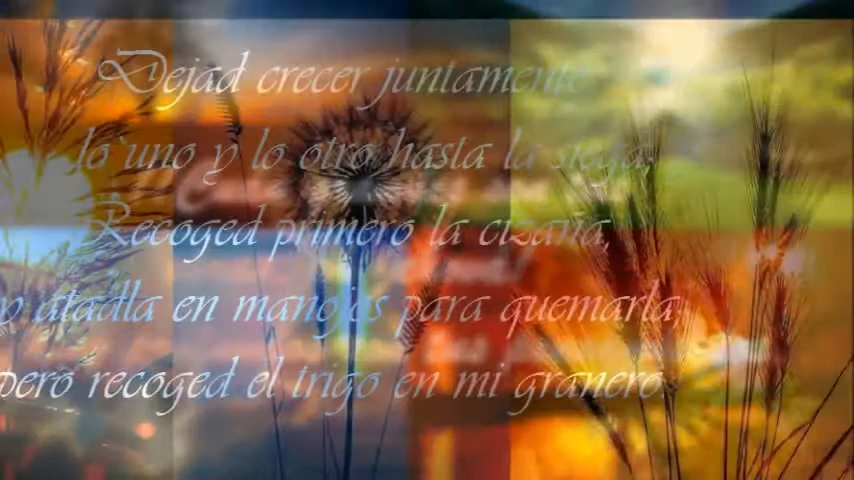 Dejad crecer juntamente
lo uno y lo otro hasta la siega.
Recoged primero la cizaña,
y atadla en manojos para quemarla;
pero recoged el trigo en mi granero.